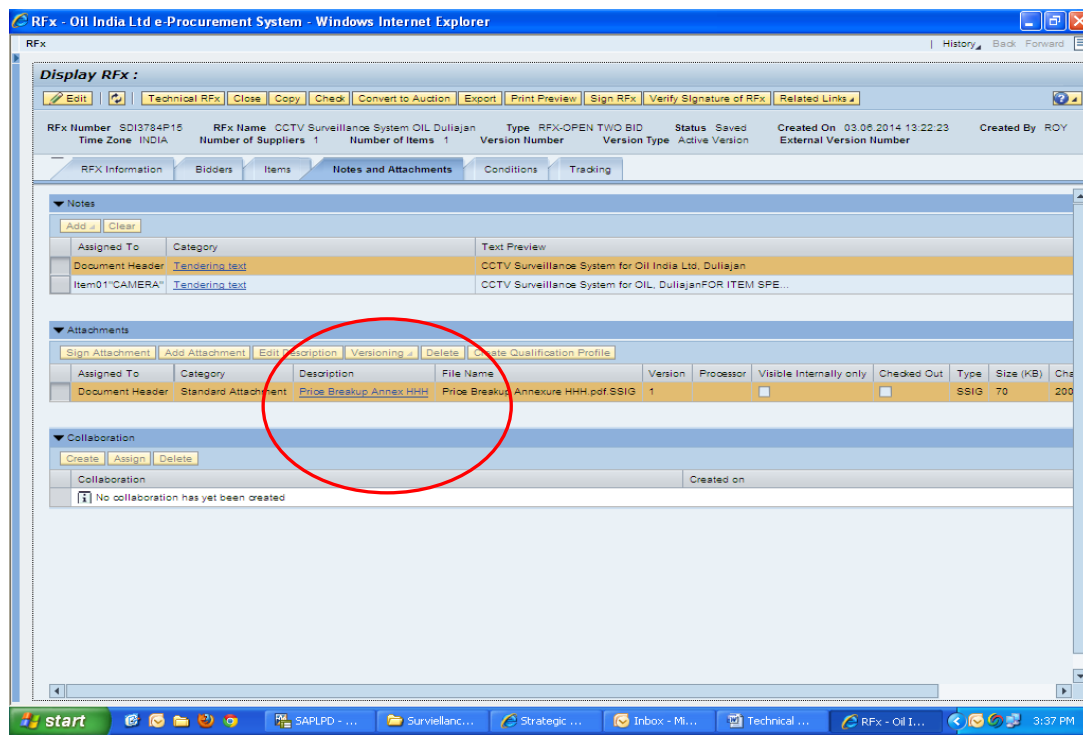 RFx - Oil India Ltd e-Procurement System - Windows Internet Explorer
RFx | History Back Forward
Display RFx :
Edit | Technical RFx Close Copy Check Convert to Auction Export Print Preview Sign RFx Verify Signature of RFx Related Links
RFx Number SDI3784P15 RFx Name CCTV Surveillance System OIL Duliajan Type RFX-OPEN TWO BID Status Saved Created On 03.06.2014 13:22:23 Created By ROY
Time Zone INDIA Number of Suppliers 1 Number of Items 1 Version Number Version Type Active Version External Version Number
RFX Information Bidders Items Notes and Attachments Conditions Tracking
Notes
Add Clear
Assigned To Category Text Preview
Document Header Tendering text CCTV Surveillance System for Oil India Ltd, Duliajan
Item01"CAMERA" Tendering text CCTV Surveillance System for OIL, DuliajanFOR ITEM SPE...
Attachments
Sign Attachment Add Attachment Edit Description Versioning Delete Create Qualification Profile
Assigned To Category Description File Name Version Processor Visible Internally only Checked Out Type Size (KB) Cha
Document Header Standard Attachment Price Breakup Annex HHH Price Breakup Annexure HHH.pdf.SSIG 1 SSIG 70 200
Collaboration
Create Assign Delete
Collaboration Created on
No collaboration has yet been created
start SAPLPD - ... Surviellanc... Strategic ... Inbox - Mi... Technical ... RFx - Oil I... 3:37 PM